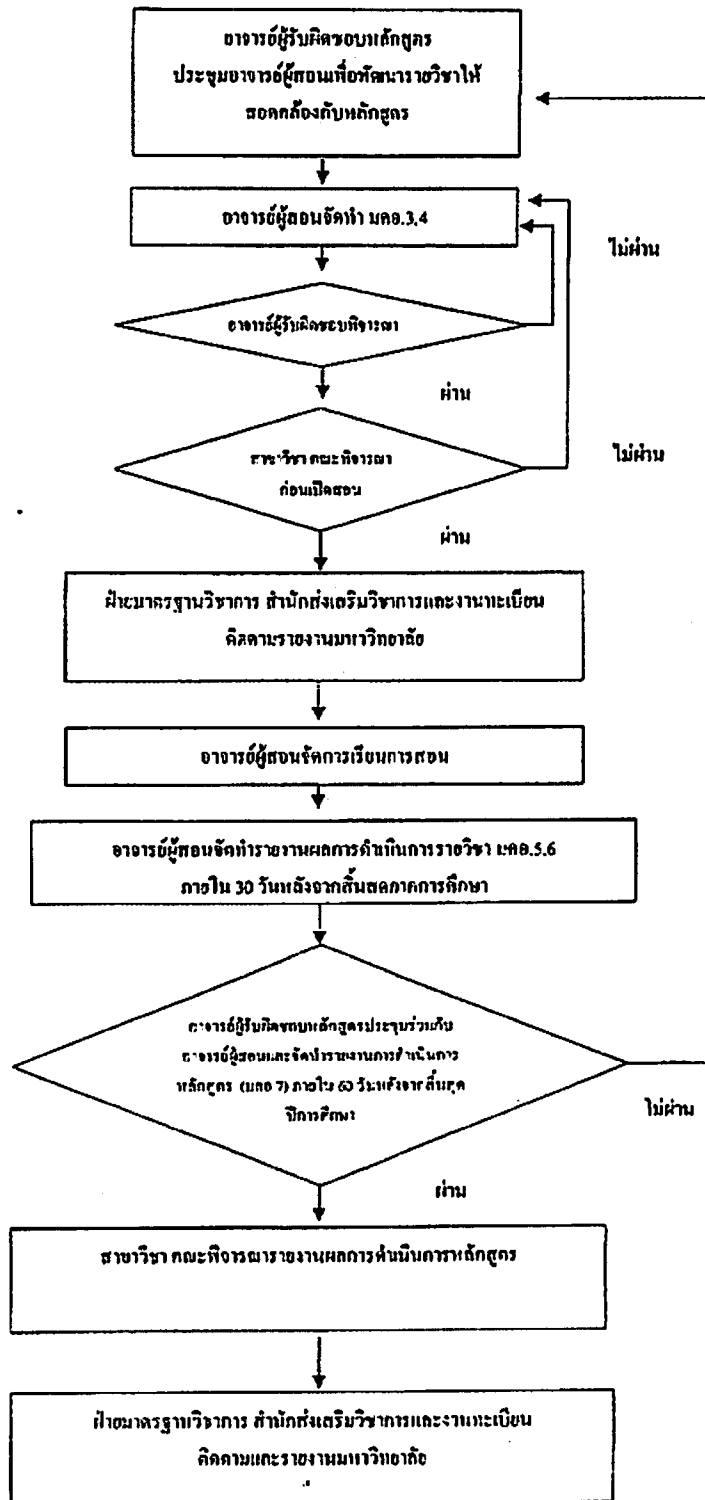 อาจารย์ผู้รับผิดชอบหลักสูตร
ประชุมอาจารย์ผู้สอนเพื่อพัฒนารายวิชาให้
สอดคล้องกับหลักสูตร
อาจารย์ผู้สอนจัดทำ มคอ.3,4
ไม่ผ่าน
อาจารย์ผู้รับผิดชอบพิจารณา
ผ่าน
สาขาวิชา คณะพิจารณา
ก่อนเปิดสอน
ไม่ผ่าน
ผ่าน
ฝ่ายมาตรฐานวิชาการ สำนักส่งเสริมวิชาการและงานทะเบียน
ติดตามรายงานมหาวิทยาลัย
อาจารย์ผู้สอนจัดการเรียนการสอน
อาจารย์ผู้สอนจัดทำรายงานผลการดำเนินการรายวิชา มคอ.5,6
ภายใน 30 วันหลังจากสิ้นสุดภาคการศึกษา
อาจารย์ผู้รับผิดชอบหลักสูตรประชุมร่วมกับ
อาจารย์ผู้สอนและจัดทำรายงานการดำเนินการ
หลักสูตร (มคอ 7) ภายใน 60 วันหลังจากสิ้นสุด
ปีการศึกษา
ไม่ผ่าน
ผ่าน
สาขาวิชา คณะพิจารณารายงานผลการดำเนินการหลักสูตร
ฝ่ายมาตรฐานวิชาการ สำนักส่งเสริมวิชาการและงานทะเบียน
ติดตามและรายงานมหาวิทยาลัย